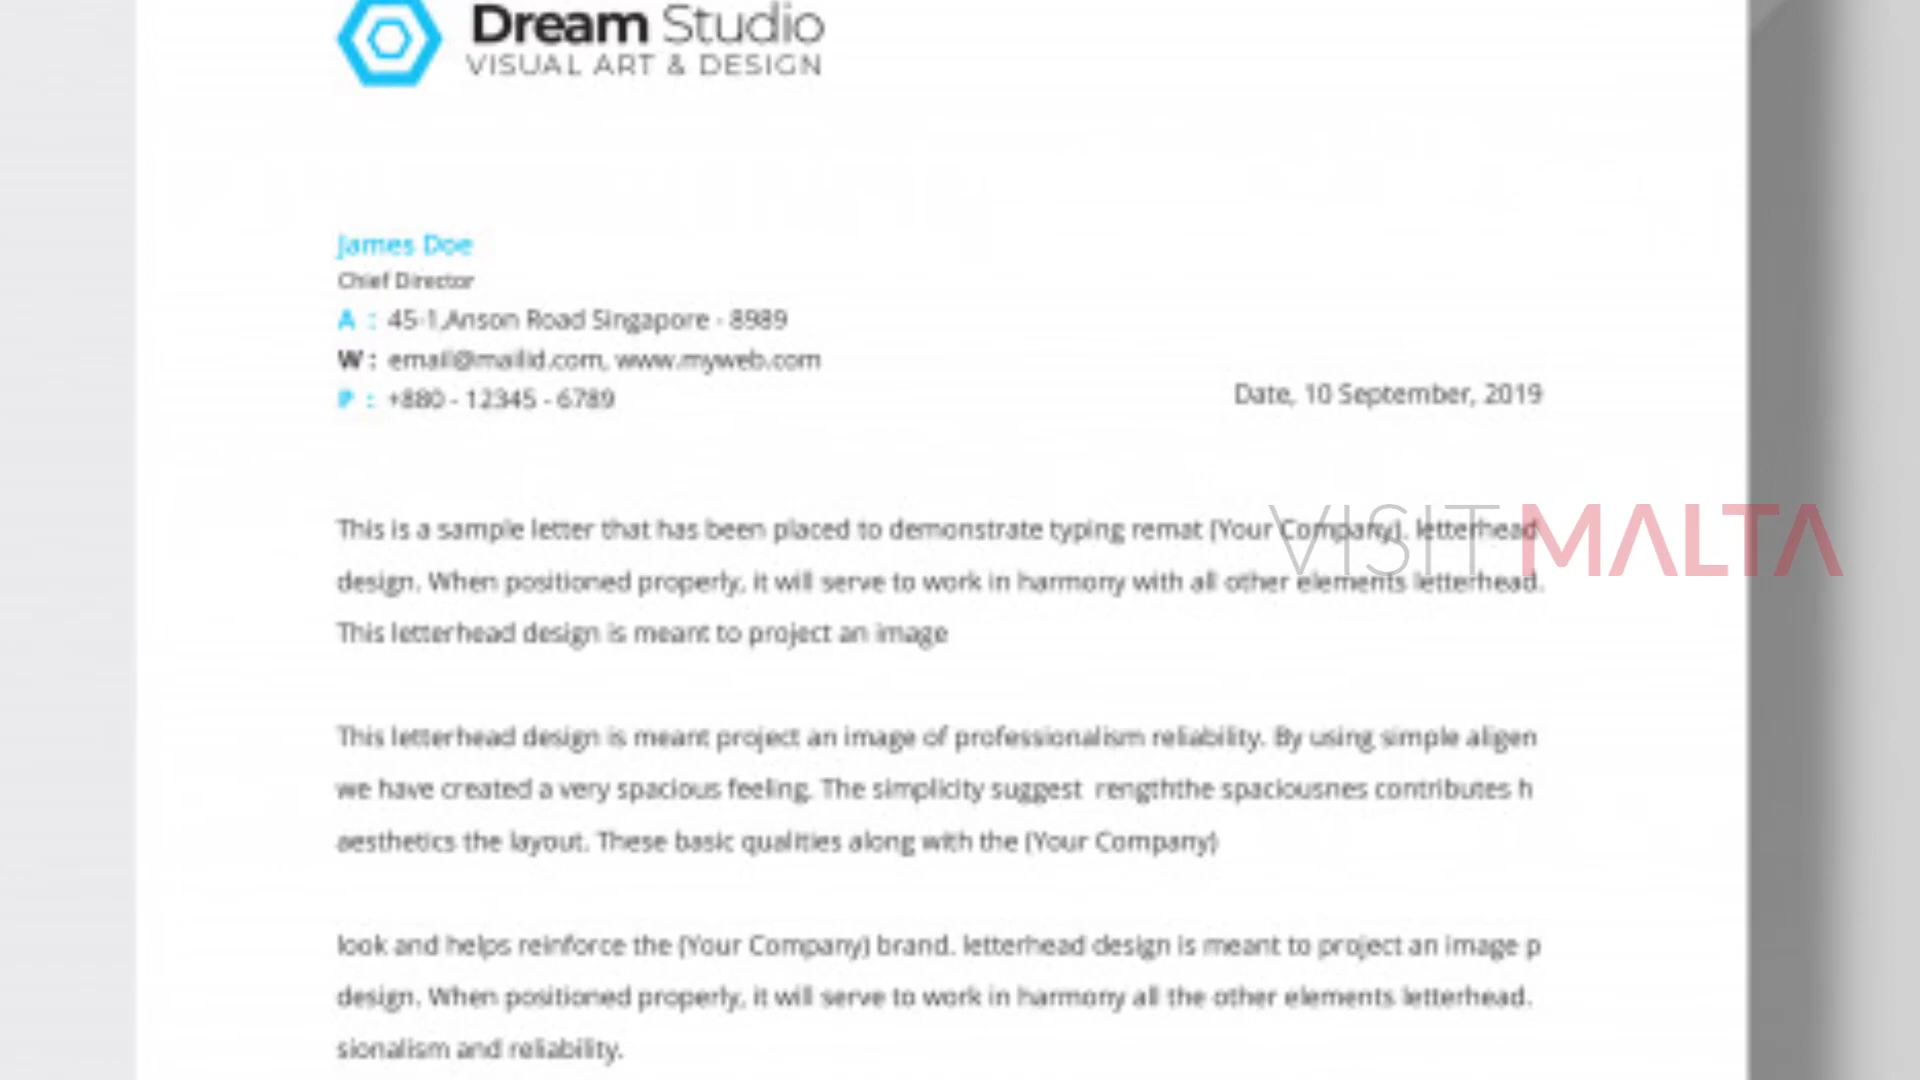 Dream Studio
VISUAL ART & DESIGN
James Doe
Chief Director
A : 45-1,Anson Road Singapore - 8989
W : email@mailid.com, www.myweb.com
P : +880 - 12345 - 6789
Date, 10 September, 2019
VISIT MALTA
This is a sample letter that has been placed to demonstrate typing remat (Your Company). letterhead
design. When positioned properly, it will serve to work in harmony with all other elements letterhead.
This letterhead design is meant to project an image
This letterhead design is meant project an image of professionalism reliability. By using simple aligen
we have created a very spacious feeling. The simplicity suggest rengththe spaciousnes contributes h
aesthetics the layout. These basic qualities along with the (Your Company)
look and helps reinforce the (Your Company) brand. letterhead design is meant to project an image p
design. When positioned properly, it will serve to work in harmony all the other elements letterhead.
sionalism and reliability.